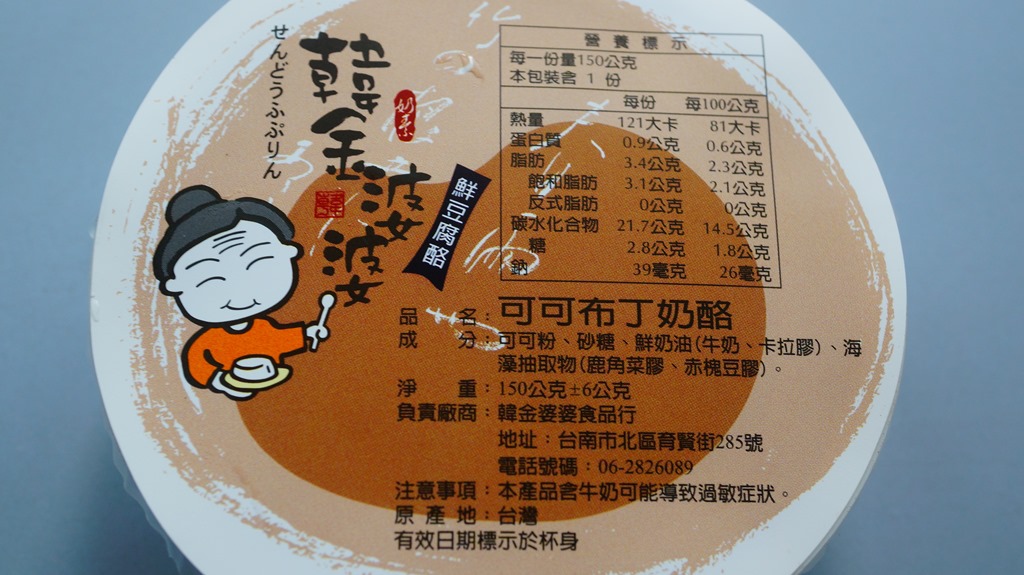 せんどうふぷりん
韓金婆婆
奶素
鮮豆腐酪
營養標示
每一份量150公克
本包裝含 1 份
每份 每100公克
熱量 121大卡 81大卡
蛋白質 0.9公克 0.6公克
脂肪 3.4公克 2.3公克
飽和脂肪 3.1公克 2.1公克
反式脂肪 0公克 0公克
碳水化合物 21.7公克 14.5公克
糖 2.8公克 1.8公克
鈉 39毫克 26毫克
品名：可可布丁奶酪
成分：可可粉、砂糖、鮮奶油(牛奶、卡拉膠)、海
藻抽取物(鹿角菜膠、赤槐豆膠)。
淨重：150公克±6公克
負責廠商：韓金婆婆食品行
地址：台南市北區育賢街285號
電話號碼：06-2826089
注意事項：本產品含牛奶可能導致過敏症狀。
原產地：台灣
有效日期標示於杯身